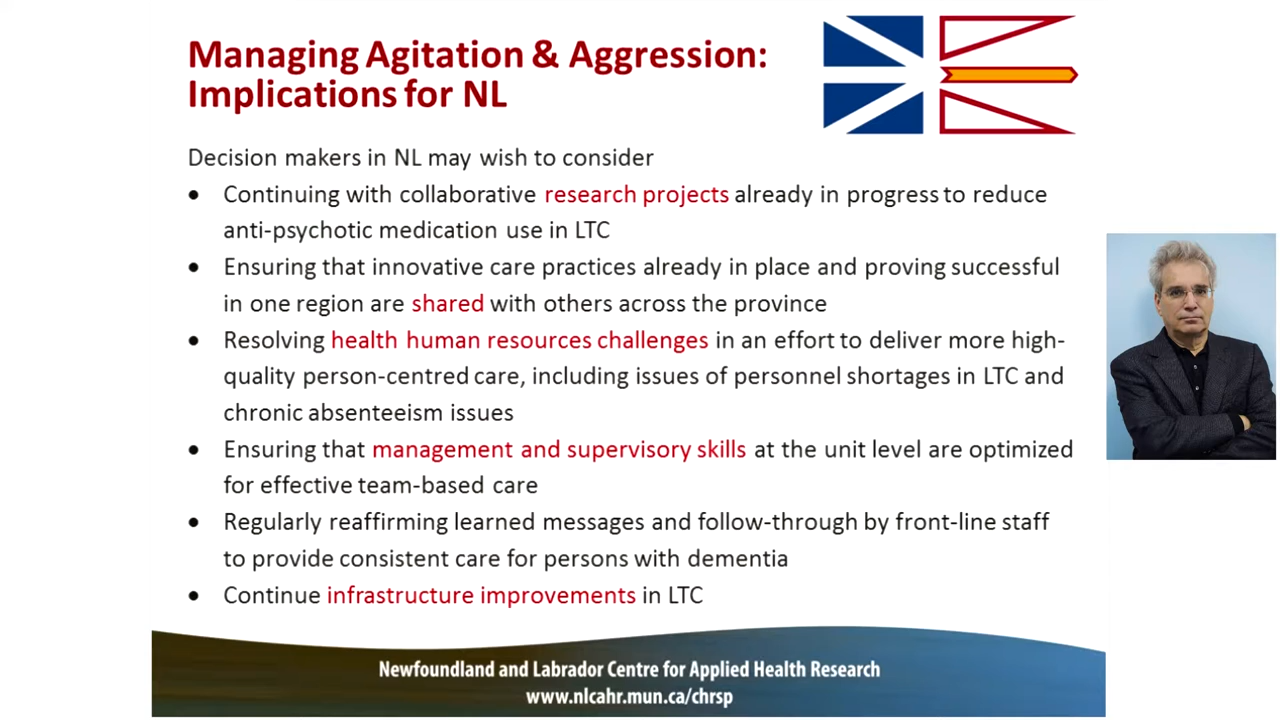 Managing Agitation & Aggression:
Implications for NL
Decision makers in NL may wish to consider
• Continuing with collaborative research projects already in progress to reduce
anti-psychotic medication use in LTC
• Ensuring that innovative care practices already in place and proving successful
in one region are shared with others across the province
• Resolving health human resources challenges in an effort to deliver more high-
quality person-centred care, including issues of personnel shortages in LTC and
chronic absenteeism issues
• Ensuring that management and supervisory skills at the unit level are optimized
for effective team-based care
• Regularly reaffirming learned messages and follow-through by front-line staff
to provide consistent care for persons with dementia
• Continue infrastructure improvements in LTC
Newfoundland and Labrador Centre for Applied Health Research
www.nlcahr.mun.ca/chrsp